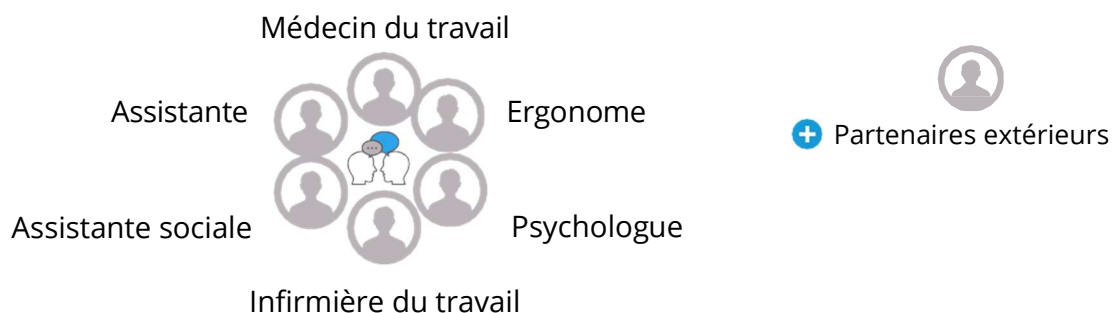 Médecin du travail
Assistante
Ergonome
Partenaires extérieurs
Assistante sociale
Psychologue
Infirmière du travail